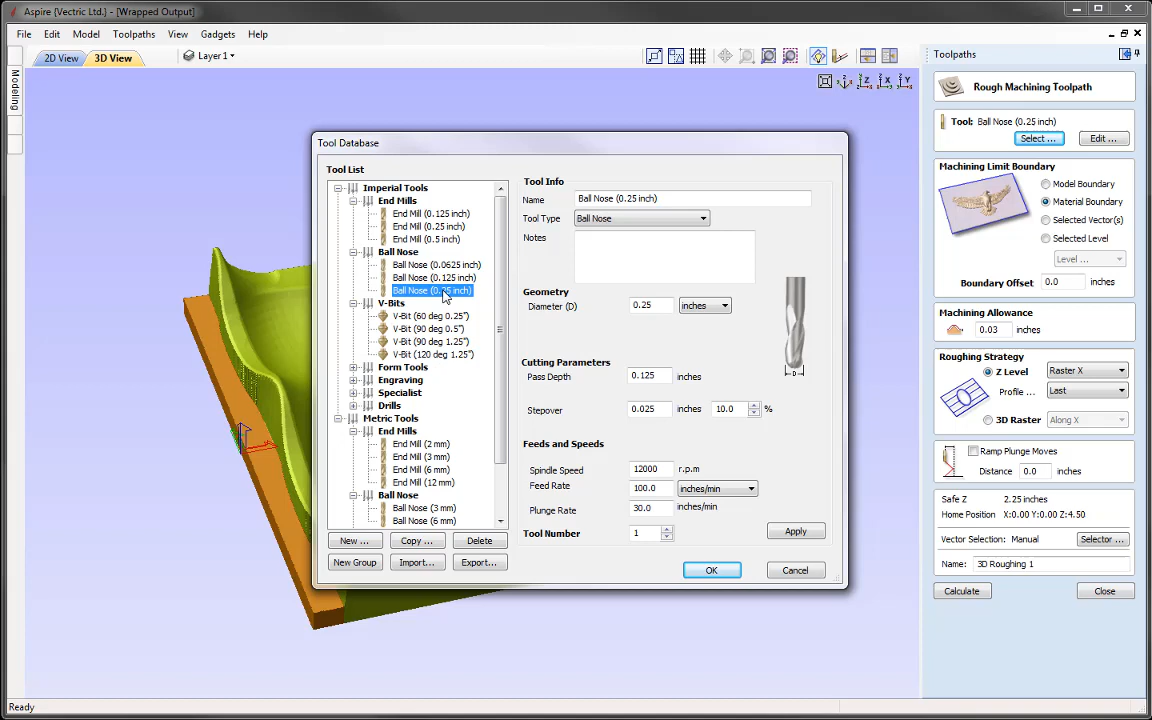 Aspire {Vectric Ltd.} - [Wrapped Output]
File Edit Model Toolpaths View Gadgets Help
2D View 3D View Layer1
Modeling
Toolpaths
Rough Machining Toolpath
Tool: Ball Nose (0.25 inch)
Select ... Edit ...
Machining Limit Boundary
Model Boundary
Material Boundary
Selected Vector(s)
Selected Level
Level ...
Boundary Offset 0.0 inches
Machining Allowance
0.03 inches
Roughing Strategy
Z Level Raster X
Profile ... Last
3D Raster Along X
Ramp Plunge Moves
Distance 0.0 inches
Safe Z 2.25 inches
Home Position X:0.00 Y:0.00 Z:4.50
Vector Selection: Manual Selector ...
Name: 3D Roughing 1
Calculate Close
Tool Database
Tool List
Imperial Tools
End Mills
End Mill (0.125 inch)
End Mill (0.25 inch)
End Mill (0.5 inch)
Ball Nose
Ball Nose (0.0625 inch)
Ball Nose (0.125 inch)
Ball Nose (0.25 inch)
V-Bits
V-Bit (60 deg 0.25")
V-Bit (90 deg 0.5")
V-Bit (90 deg 1.25")
V-Bit (120 deg 1.25")
Form Tools
Engraving
Specialist
Drills
Metric Tools
End Mills
End Mill (2 mm)
End Mill (3 mm)
End Mill (6 mm)
End Mill (12 mm)
Ball Nose
Ball Nose (3 mm)
Ball Nose (6 mm)
New ... Copy ... Delete
New Group Import... Export...
Tool Info
Name Ball Nose (0.25 inch)
Tool Type Ball Nose
Notes
Geometry
Diameter (D) 0.25 inches
D
Cutting Parameters
Pass Depth 0.125 inches
Stepover 0.025 inches 10.0 %
Feeds and Speeds
Spindle Speed 12000 r.p.m
Feed Rate 100.0 inches/min
Plunge Rate 30.0 inches/min
Tool Number 1 Apply
OK Cancel
Ready